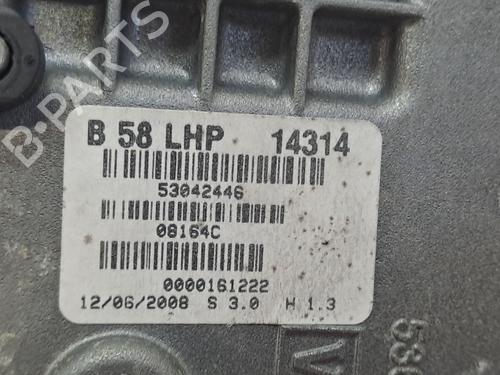 B-PARTS
B 58 LHP 14314
53042446
08164C
0000161222
12/06/2008 S 3.0 H 1.3